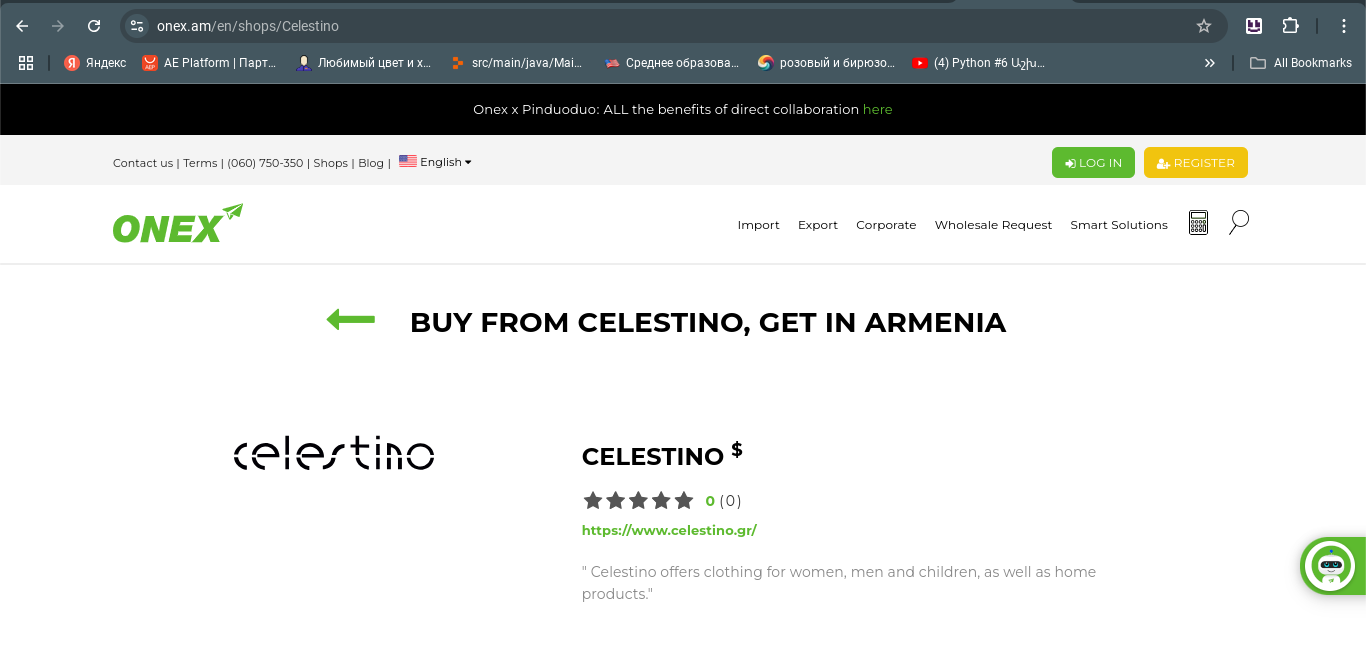 onex.am/en/shops/Celestino
Яндекс
AE Platform | Парт...
Любимый цвет и х...
src/main/java/Mai...
Среднее образова...
розовый и бирюзо...
(4) Python #6 Աշխ...
All Bookmarks
Onex x Pinduoduo: ALL the benefits of direct collaboration here
Contact us | Terms | (060) 750-350 | Shops | Blog | English
LOG IN
REGISTER
ONEX
Import Export Corporate Wholesale Request Smart Solutions
BUY FROM CELESTINO, GET IN ARMENIA
celestino
CELESTINO $
0 (0)
https://www.celestino.gr/
" Celestino offers clothing for women, men and children, as well as home
products."